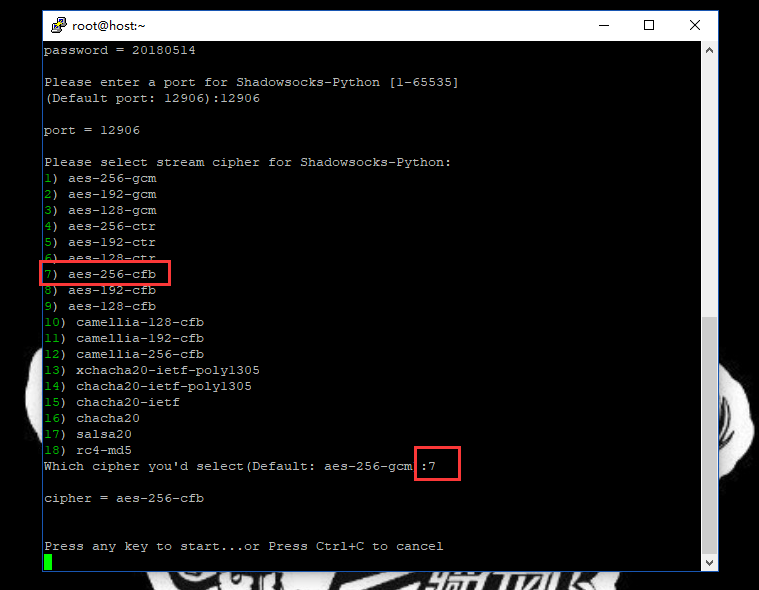 root@host:~
password = 20180514
Please enter a port for Shadowsocks-Python [1-65535]
(Default port: 12906):12906
port = 12906
Please select stream cipher for Shadowsocks-Python:
1) aes-256-gcm
2) aes-192-gcm
3) aes-128-gcm
4) aes-256-ctr
5) aes-192-ctr
6) aes-128-ctr
7) aes-256-cfb
8) aes-192-cfb
9) aes-128-cfb
10) camellia-128-cfb
11) camellia-192-cfb
12) camellia-256-cfb
13) xchacha20-ietf-poly1305
14) chacha20-ietf-poly1305
15) chacha20-ietf
16) chacha20
17) salsa20
18) rc4-md5
Which cipher you'd select(Default: aes-256-gcm :7
cipher = aes-256-cfb
Press any key to start...or Press Ctrl+C to cancel